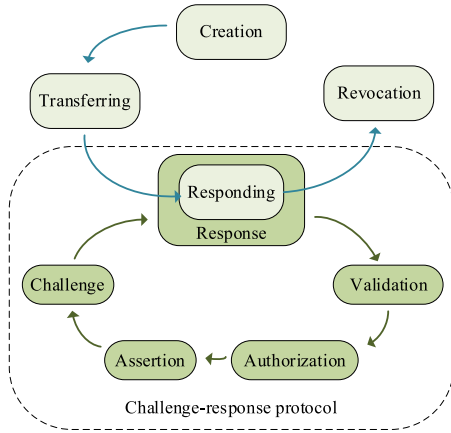 Creation
Transferring
Revocation
Responding
Response
Challenge
Validation
Assertion
Authorization
Challenge-response protocol